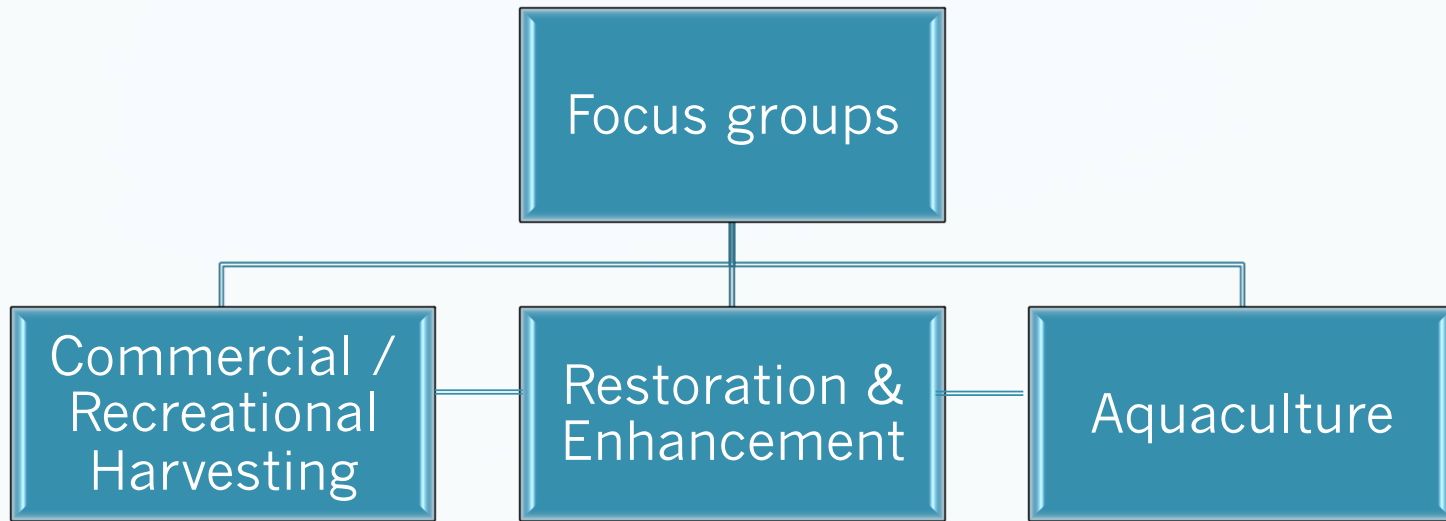 Focus groups
Commercial /
Recreational
Harvesting
Restoration &
Enhancement
Aquaculture